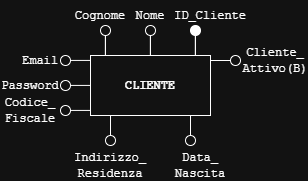 Cognome Nome ID_Cliente
Email
Cliente_
Attivo(B)
Password
CLIENTE
Codice_
Fiscale
Indirizzo_
Residenza
Data_
Nascita